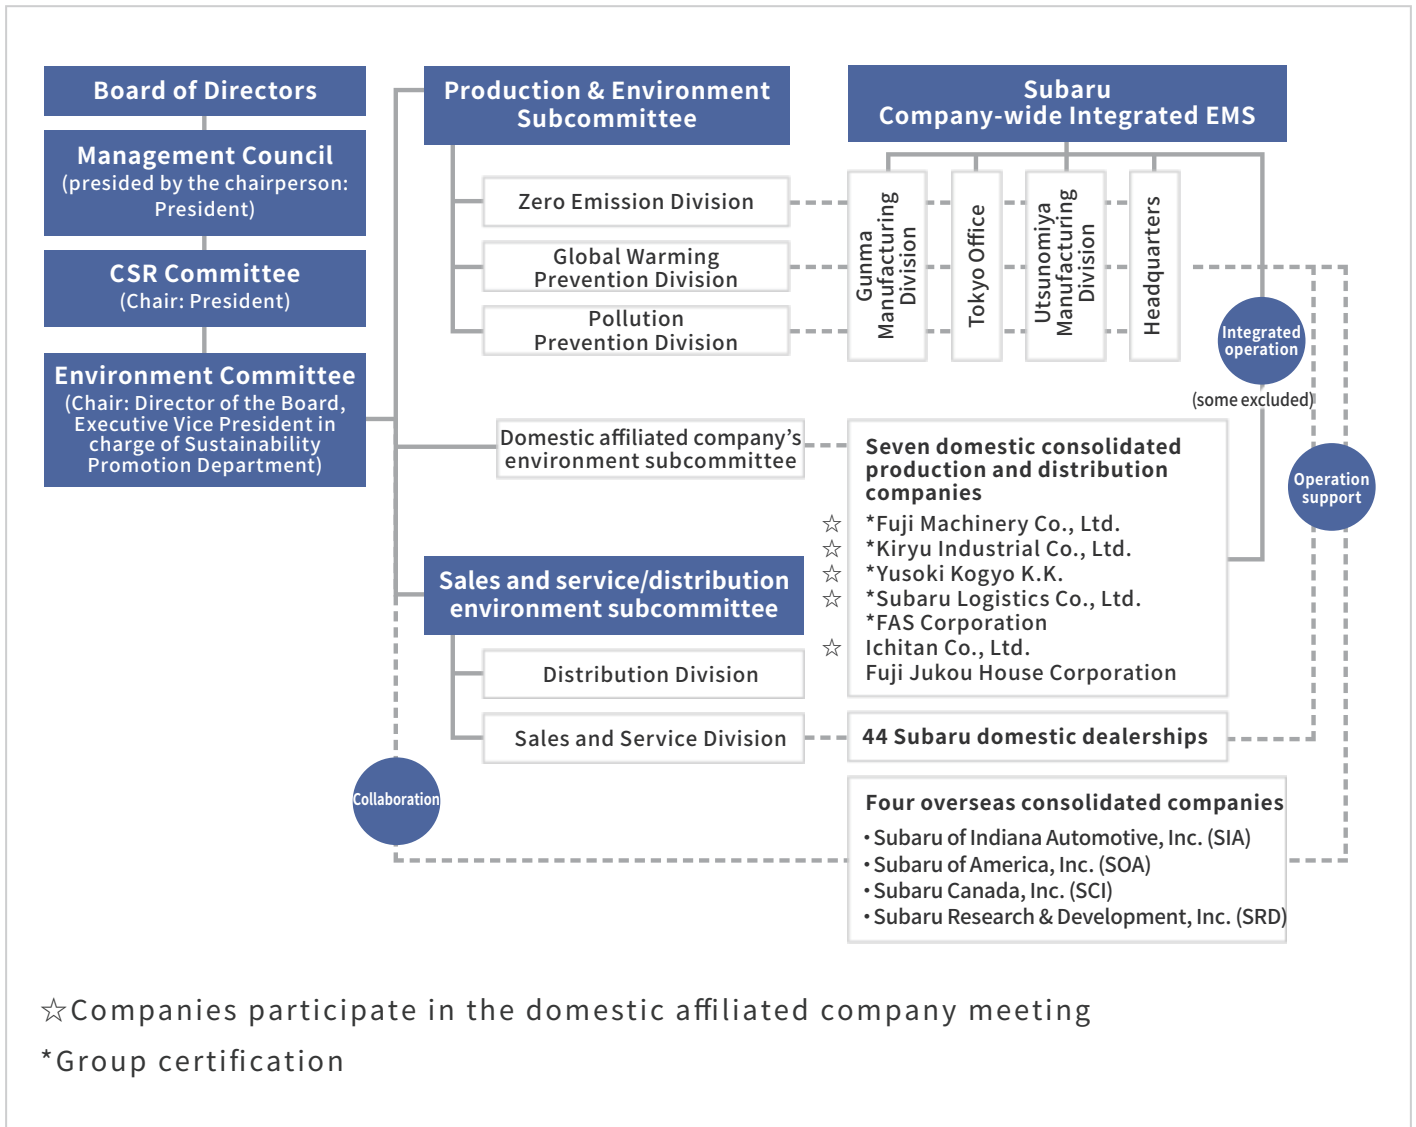 Board of Directors
Management Council
(presided by the chairperson:
President)
CSR Committee
(Chair: President)
Environment Committee
(Chair: Director of the Board,
Executive Vice President in
charge of Sustainability
Promotion Department)
Production & Environment
Subcommittee
Zero Emission Division
Global Warming
Prevention Division
Pollution
Prevention Division
Domestic affiliated company’s
environment subcommittee
Sales and service/distribution
environment subcommittee
Distribution Division
Sales and Service Division
Collaboration
Subaru
Company-wide Integrated EMS
Gunma
Manufacturing
Division
Tokyo Office
Utsunomiya
Manufacturing
Division
Headquarters
Integrated
operation
(some excluded)
Operation
support
Seven domestic consolidated
production and distribution
companies
☆ *Fuji Machinery Co., Ltd.
☆ *Kiryu Industrial Co., Ltd.
☆ *Yusoki Kogyo K.K.
☆ *Subaru Logistics Co., Ltd.
*FAS Corporation
☆ Ichitan Co., Ltd.
Fuji Jukou House Corporation
44 Subaru domestic dealerships
Four overseas consolidated companies
・Subaru of Indiana Automotive, Inc. (SIA)
・Subaru of America, Inc. (SOA)
・Subaru Canada, Inc. (SCI)
・Subaru Research & Development, Inc. (SRD)
☆Companies participate in the domestic affiliated company meeting
*Group certification